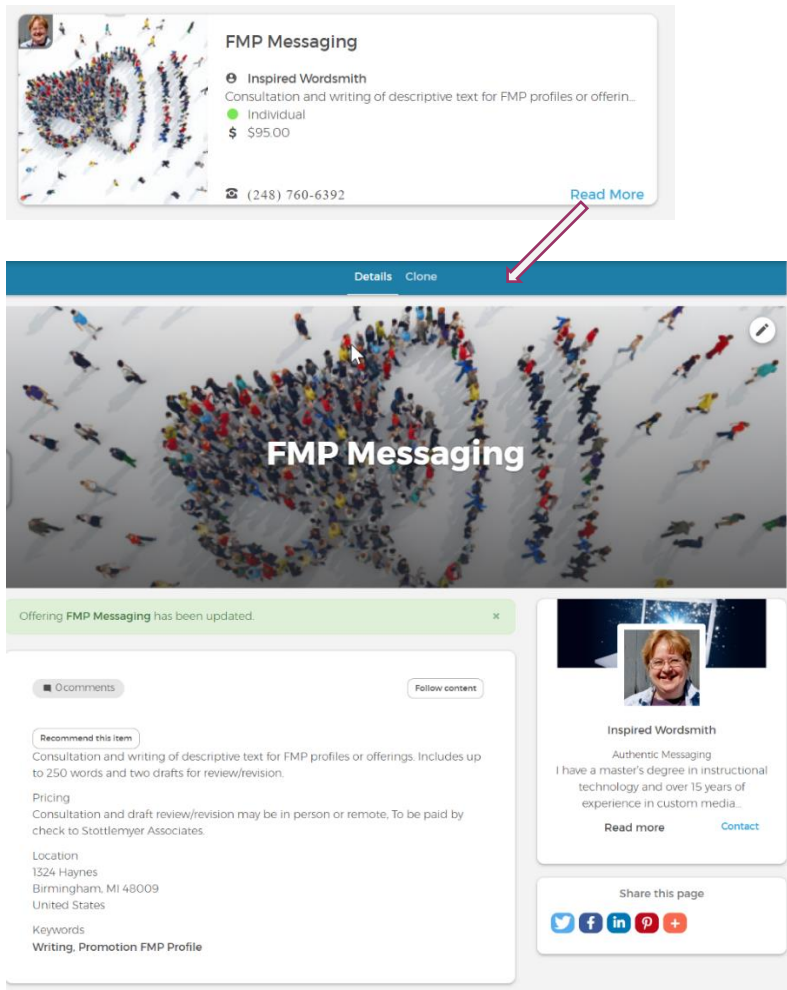 FMP Messaging
Inspired Wordsmith
Consultation and writing of descriptive text for FMP profiles or offerin...
Individual
$ $95.00
(248) 760-6392
Read More
Details Clone
FMP Messaging
Offering FMP Messaging has been updated. ×
0 comments
Follow content
Recommend this item
Consultation and writing of descriptive text for FMP profiles or offerings. Includes up
to 250 words and two drafts for review/revision.
Pricing
Consultation and draft review/revision may be in person or remote, To be paid by
check to Stottlemyer Associates.
Location
1324 Haynes
Birmingham, MI 48009
United States
Keywords
Writing, Promotion FMP Profile
Inspired Wordsmith
Authentic Messaging
I have a master's degree in instructional
technology and over 15 years of
experience in custom media...
Read more Contact
Share this page